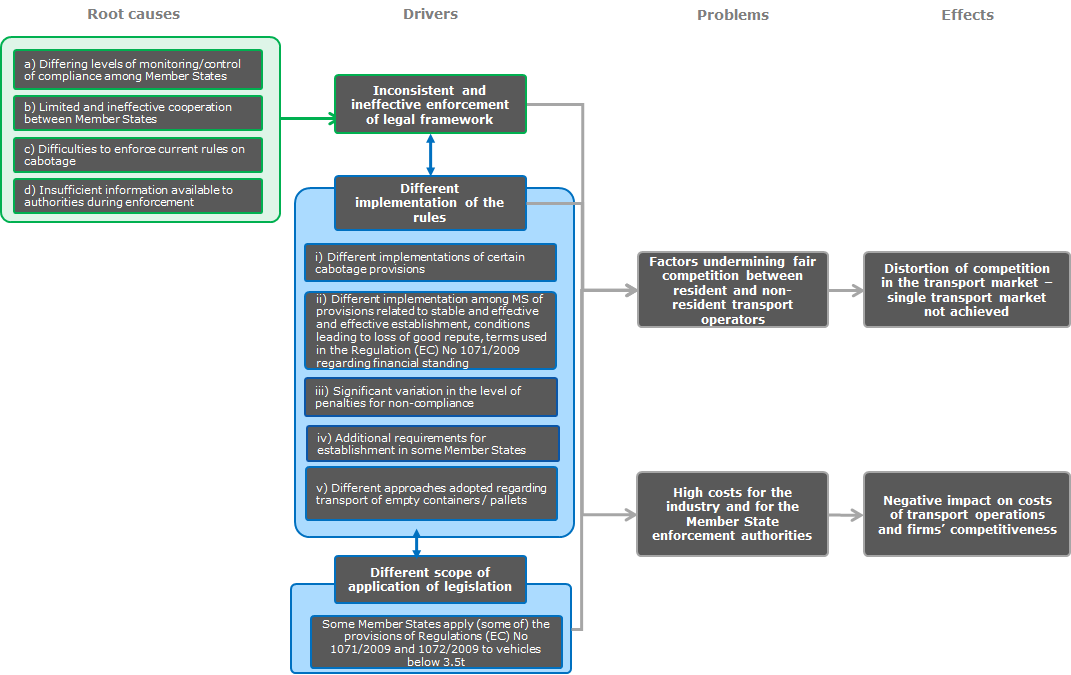 Root causes
Drivers
Problems
Effects
a) Differing levels of monitoring/control
of compliance among Member States
b) Limited and ineffective cooperation
between Member States
c) Difficulties to enforce current rules on
cabotage
d) Insufficient information available to
authorities during enforcement
Inconsistent and
ineffective enforcement
of legal framework
Different
implementation of the
rules
i) Different implementations of certain
cabotage provisions
ii) Different implementation among MS of
provisions related to stable and effective
and effective establishment, conditions
leading to loss of good repute, terms used
in the Regulation (EC) No 1071/2009
regarding financial standing
iii) Significant variation in the level of
penalties for non-compliance
iv) Additional requirements for
establishment in some Member States
v) Different approaches adopted regarding
transport of empty containers / pallets
Different scope of
application of legislation
Some Member States apply (some of) the
provisions of Regulations (EC) No
1071/2009 and 1072/2009 to vehicles
below 3.5t
Factors undermining fair
competition between
resident and non-
resident transport
operators
Distortion of competition
in the transport market –
single transport market
not achieved
High costs for the
industry and for the
Member State
enforcement authorities
Negative impact on costs
of transport operations
and firms’ competitiveness